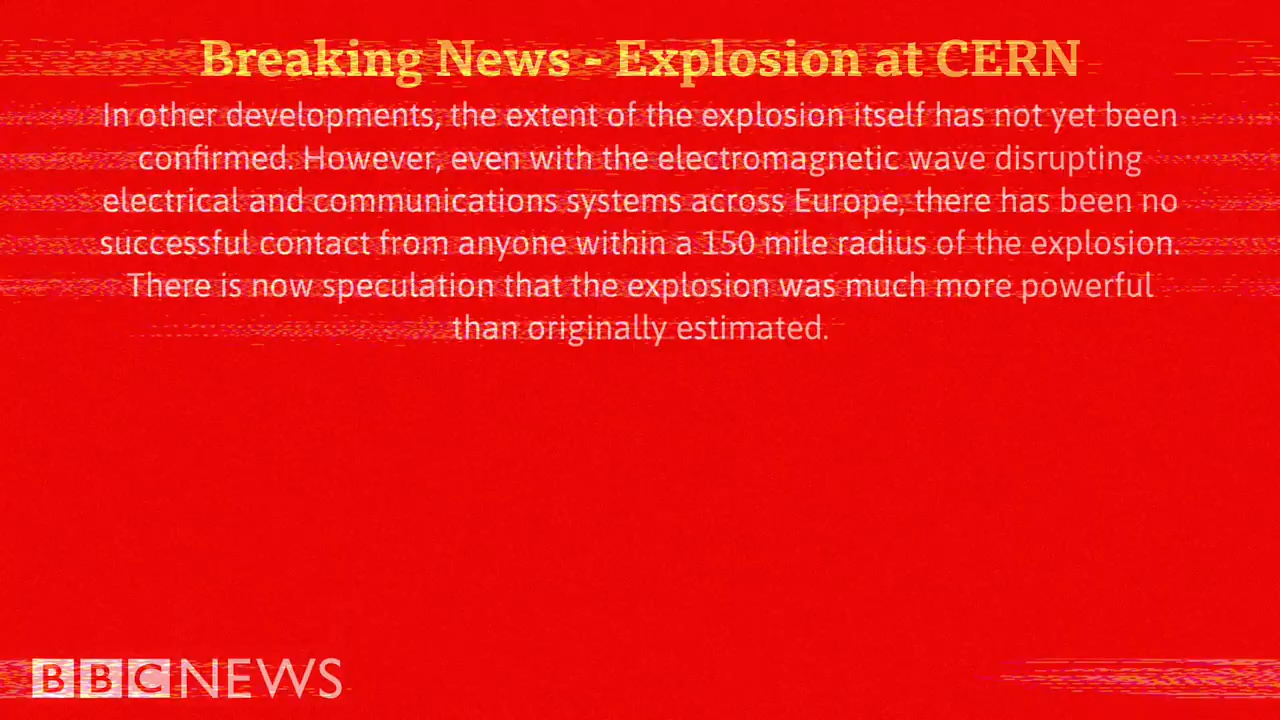 Breaking News - Explosion at CERN
In other developments, the extent of the explosion itself has not yet been
confirmed. However, even with the electromagnetic wave disrupting
electrical and communications systems across Europe, there has been no
successful contact from anyone within a 150 mile radius of the explosion.
There is now speculation that the explosion was much more powerful
than originally estimated.
BBC NEWS